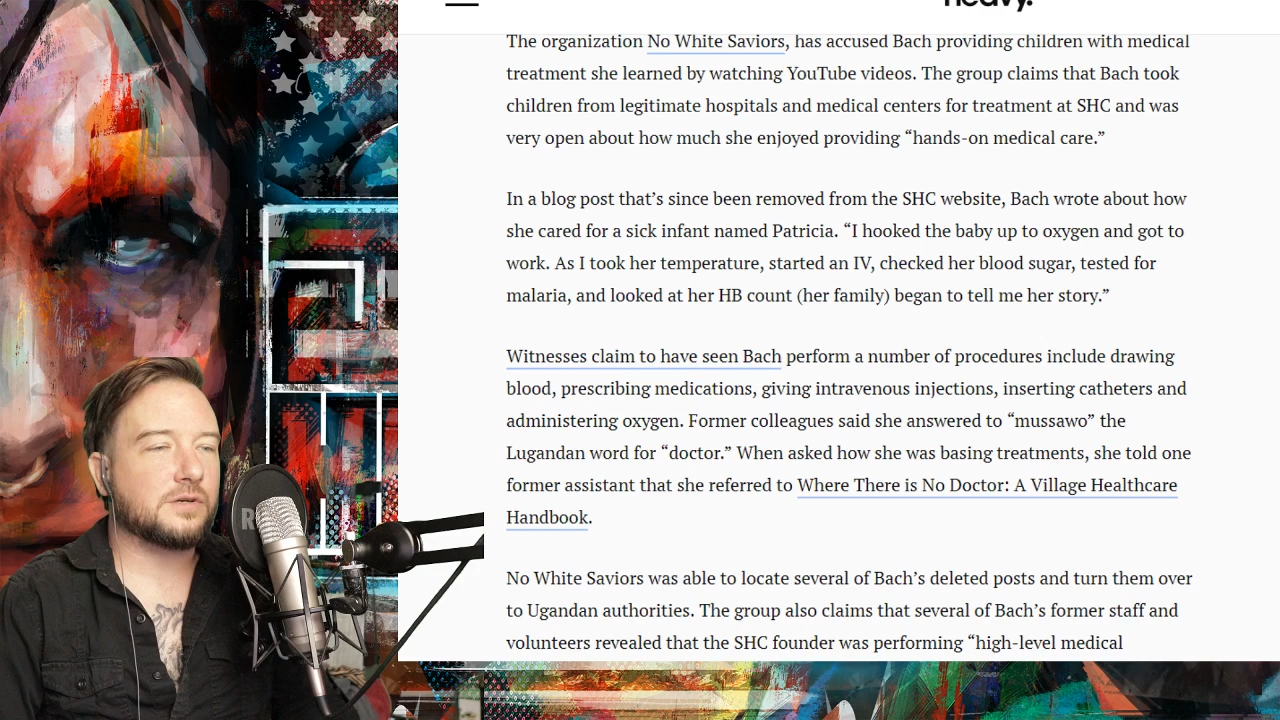 heavy.
The organization No White Saviors, has accused Bach providing children with medical
treatment she learned by watching YouTube videos. The group claims that Bach took
children from legitimate hospitals and medical centers for treatment at SHC and was
very open about how much she enjoyed providing “hands-on medical care.”
In a blog post that’s since been removed from the SHC website, Bach wrote about how
she cared for a sick infant named Patricia. “I hooked the baby up to oxygen and got to
work. As I took her temperature, started an IV, checked her blood sugar, tested for
malaria, and looked at her HB count (her family) began to tell me her story.”
Witnesses claim to have seen Bach perform a number of procedures include drawing
blood, prescribing medications, giving intravenous injections, inserting catheters and
administering oxygen. Former colleagues said she answered to “mussawo” the
Lugandan word for “doctor.” When asked how she was basing treatments, she told one
former assistant that she referred to Where There is No Doctor: A Village Healthcare
Handbook.
No White Saviors was able to locate several of Bach’s deleted posts and turn them over
to Ugandan authorities. The group also claims that several of Bach’s former staff and
volunteers revealed that the SHC founder was performing “high-level medical